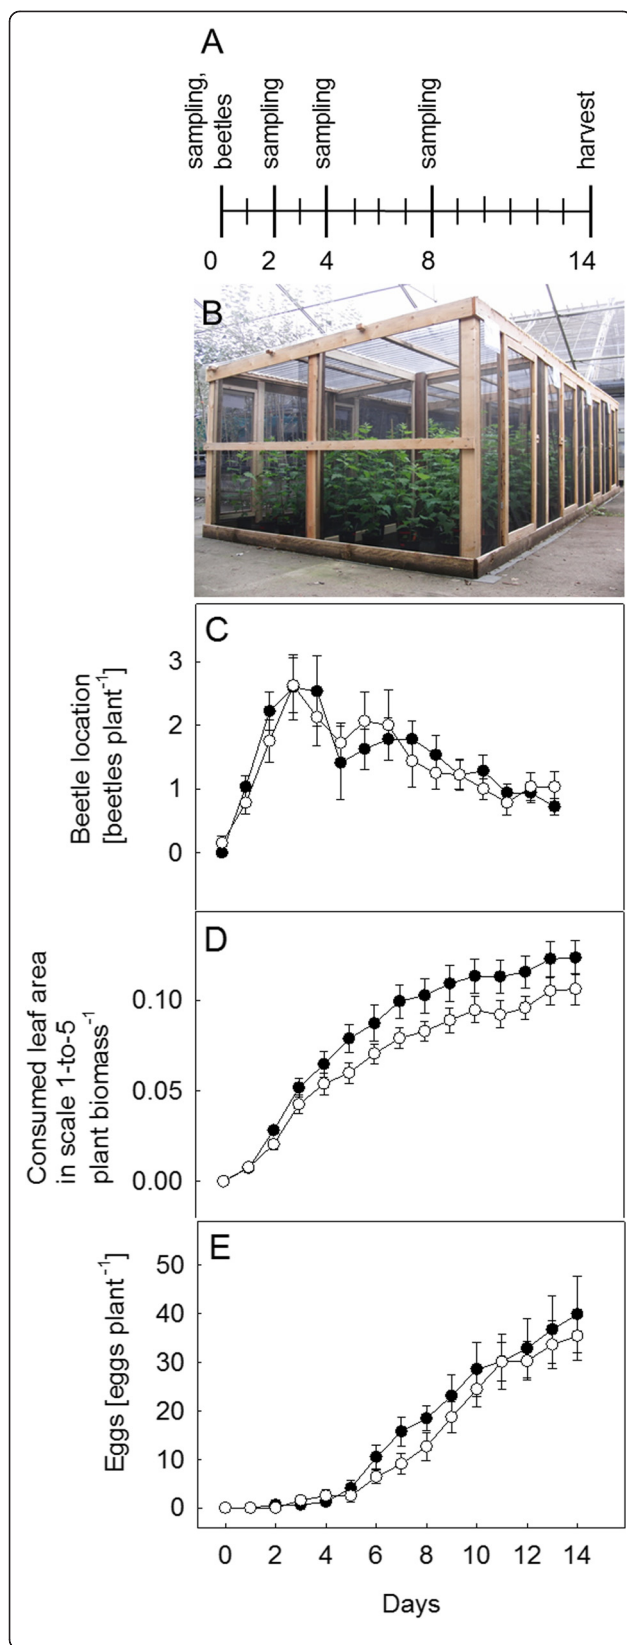 A
sampling,
beetles
sampling
sampling
sampling
harvest
0 2 4 8 14
B
C
Beetle location
[beetles plant⁻¹]
3
2
1
0
D
Consumed leaf area
in scale 1-to-5
plant biomass⁻¹
0.10
0.05
0.00
E
Eggs [eggs plant⁻¹]
50
40
30
20
10
0
0 2 4 6 8 10 12 14
Days